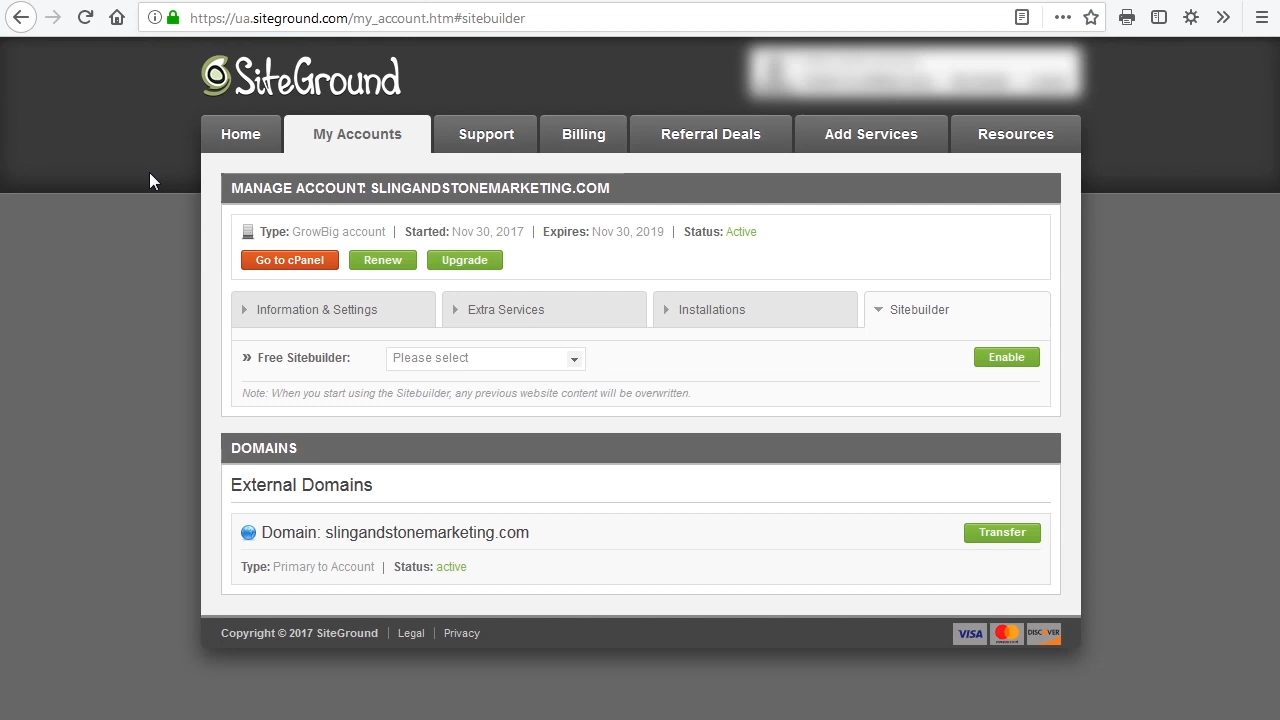 https://ua.siteground.com/my_account.htm#sitebuilder
SiteGround
Home My Accounts Support Billing Referral Deals Add Services Resources
MANAGE ACCOUNT: SLINGANDSTONEMARKETING.COM
Type: GrowBig account | Started: Nov 30, 2017 | Expires: Nov 30, 2019 | Status: Active
Go to cPanel Renew Upgrade
Information & Settings Extra Services Installations Sitebuilder
» Free Sitebuilder: Please select Enable
Note: When you start using the Sitebuilder, any previous website content will be overwritten.
DOMAINS
External Domains
Domain: slingandstonemarketing.com Transfer
Type: Primary to Account | Status: active
Copyright © 2017 SiteGround | Legal | Privacy VISA DISCOVER